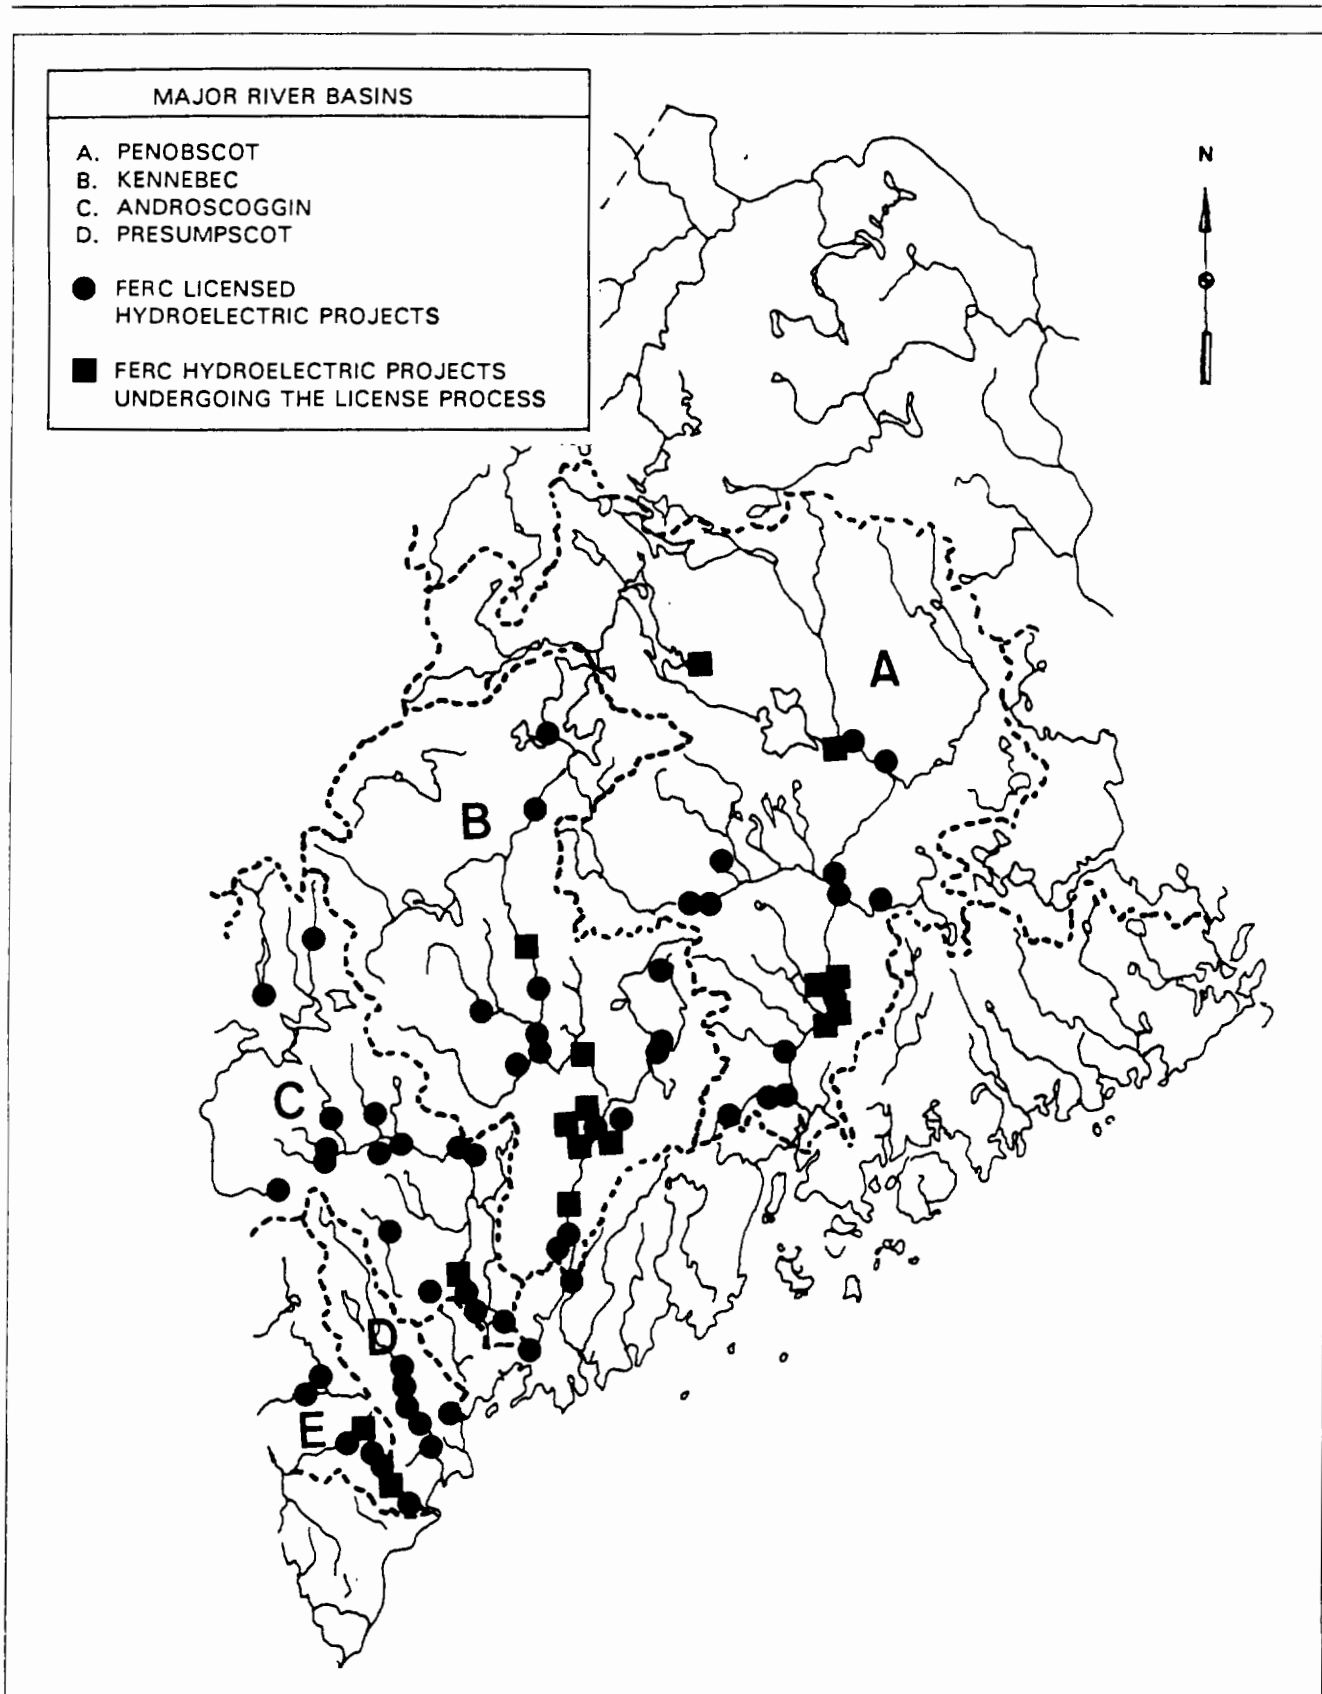 MAJOR RIVER BASINS
A. PENOBSCOT
B. KENNEBEC
C. ANDROSCOGGIN
D. PRESUMPSCOT
FERC LICENSED
HYDROELECTRIC PROJECTS
FERC HYDROELECTRIC PROJECTS
UNDERGOING THE LICENSE PROCESS
N
A
B
C
D
E